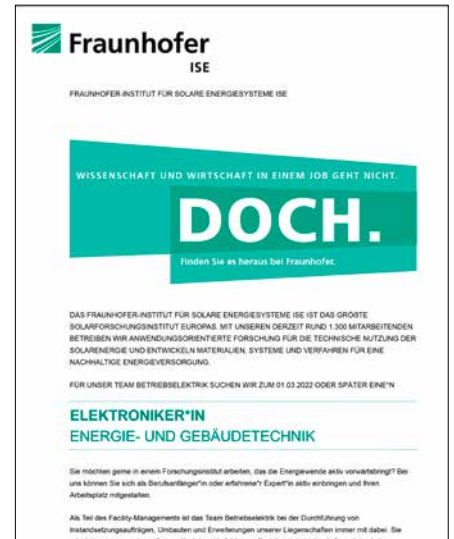 Fraunhofer
ISE
FRAUNHOFER-INSTITUT FÜR SOLARE ENERGIESYSTEME ISE
WISSENSCHAFT UND WIRTSCHAFT IN EINEM JOB GEHT NICHT.
DOCH.
Finden Sie es heraus bei Fraunhofer.
DAS FRAUNHOFER-INSTITUT FÜR SOLARE ENERGIESYSTEME ISE IST DAS GRÖßTE
SOLARFORSCHUNGSINSTITUT EUROPAS. MIT UNSEREN DERZEIT RUND 1.300 MITARBEITENDEN
BETREIBEN WIR ANWENDUNGSORIENTIERTE FORSCHUNG FÜR DIE TECHNISCHE NUTZUNG DER
SOLARENERGIE UND ENTWICKELN MATERIALIEN, SYSTEME UND VERFAHREN FÜR EINE
NACHHALTIGE ENERGIEVERSORGUNG.
FÜR UNSER TEAM BETRIEBSELEKTRIK SUCHEN WIR ZUM 01.03.2022 ODER SPÄTER EINE*N
ELEKTRONIKER*IN
ENERGIE- UND GEBÄUDETECHNIK
Sie möchten gerne in einem Forschungsinstitut arbeiten, das die Energiewende aktiv vorwärtsbringt? Bei
uns können Sie sich als Berufsanfänger*in oder erfahrene*r Expert*in aktiv einbringen und Ihren
Arbeitsplatz mitgestalten.
Als Teil des Facility-Managements ist das Team Betriebselektrik bei der Durchführung von
Instandsetzungsaufträgen, Umbauten und Erweiterungen unserer Liegenschaften immer mit dabei. Sie